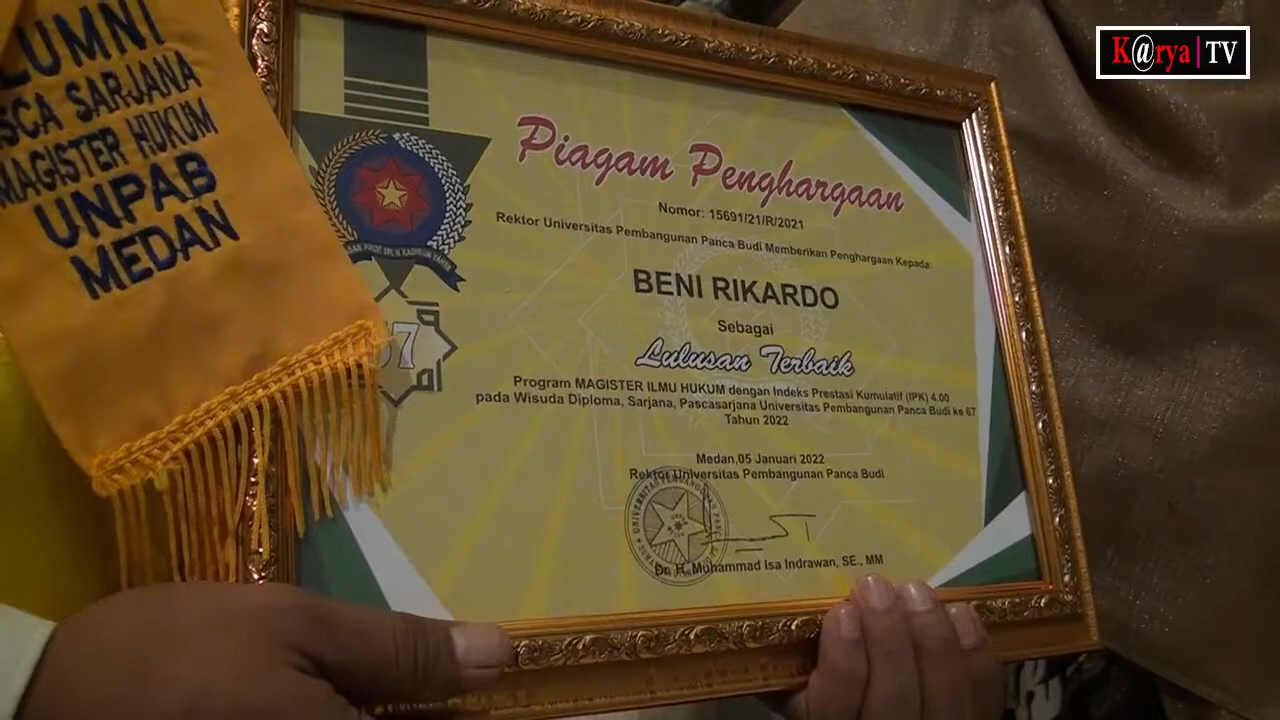 K@rya|TV
LUMNI
SCA SARJANA
MAGISTER HUKUM
UNPAB
MEDAN
67
Piagam Penghargaan
Nomor: 15691/21/R/2021
Rektor Universitas Pembangunan Panca Budi Memberikan Penghargaan Kepada:
BENI RIKARDO
Sebagai
Lulusan Terbaik
Program MAGISTER ILMU HUKUM dengan Indeks Prestasi Kumulatif (IPK) 4.00
pada Wisuda Diploma, Sarjana, Pascasarjana Universitas Pembangunan Panca Budi ke 67
Tahun 2022
Medan,05 Januari 2022
Rektor Universitas Pembangunan Panca Budi
Dr. H. Muhammad Isa Indrawan, SE., MM